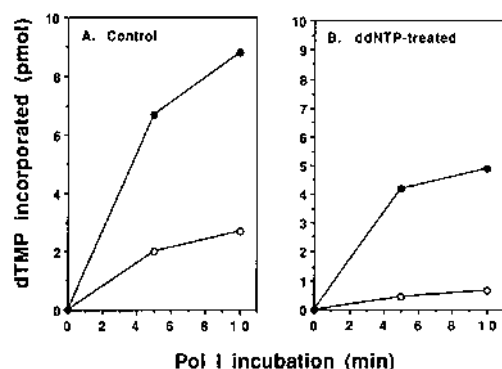 A. Control
B. ddNTP-treated
dTMP incorporated (pmol)
10
8
6
4
2
0
10
9
8
7
6
5
4
3
2
1
0
0 2 4 6 8 10
0 2 4 6 8 10
Pol I incubation (min)